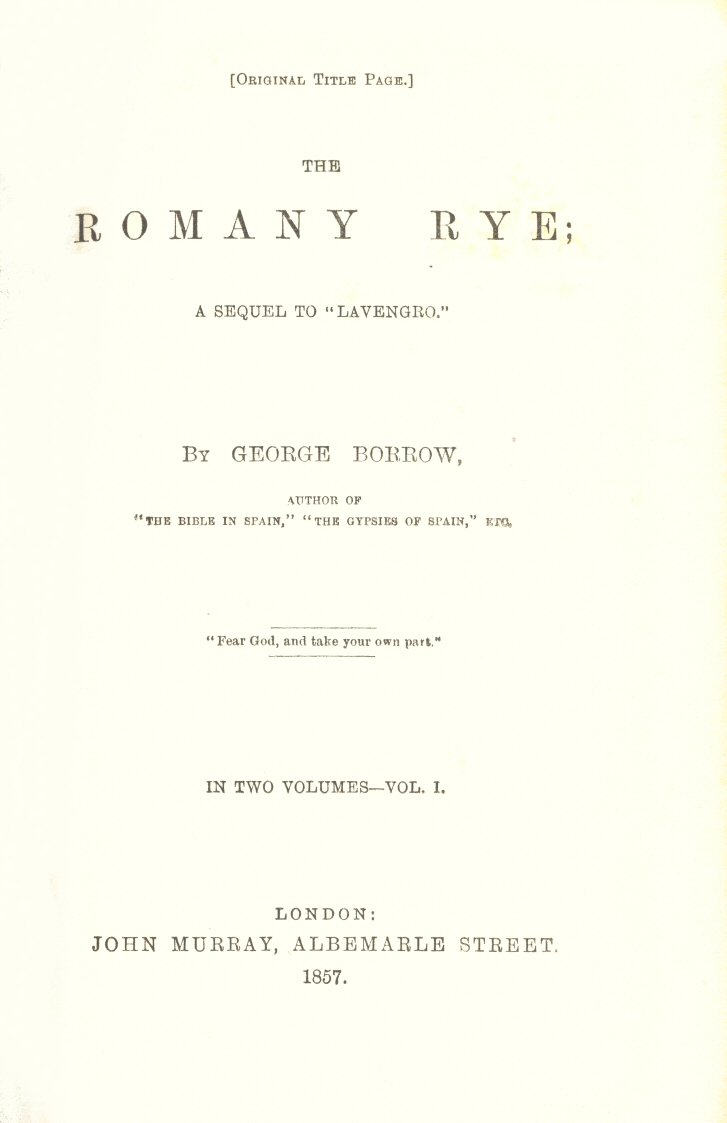 [Original Title Page.]
THE
ROMANY RYE;
A SEQUEL TO "LAVENGRO."
By GEORGE BORROW,
AUTHOR OF
"THE BIBLE IN SPAIN," "THE GYPSIES OF SPAIN," ETC.
"Fear God, and take your own part."
IN TWO VOLUMES—VOL. I.
LONDON:
JOHN MURRAY, ALBEMARLE STREET.
1857.